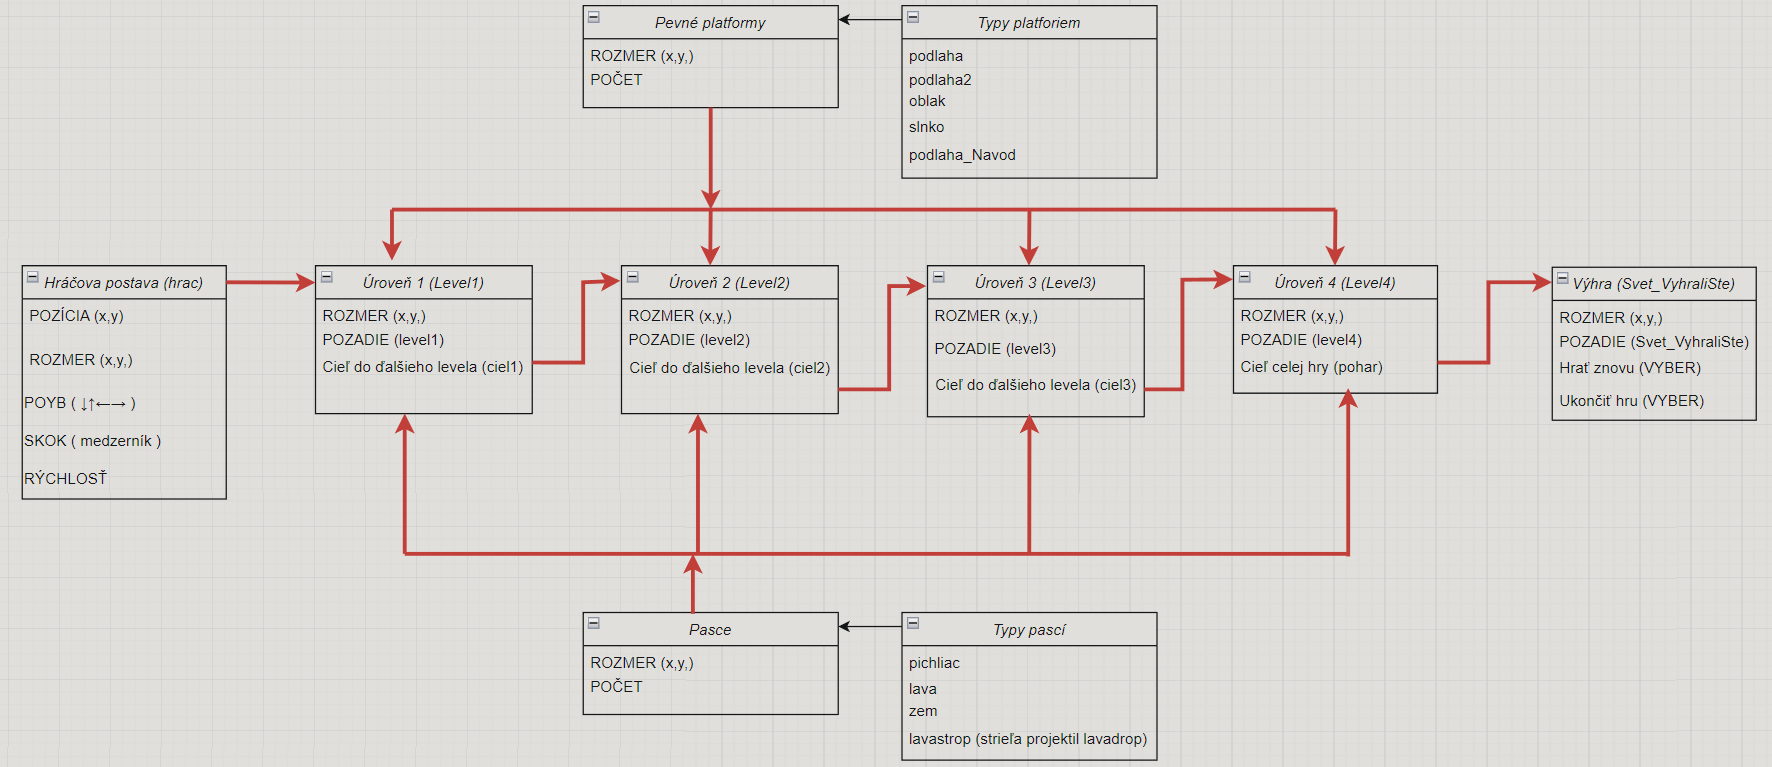 Pevné platformy
ROZMER (x,y,)
POČET
Typy platforiem
podlaha
podlaha2
oblak
slnko
podlaha_Navod
Hráčova postava (hrac)
POZÍCIA (x,y)
ROZMER (x,y,)
POYB ( ↓↑←→ )
SKOK ( medzerník )
RÝCHLOSŤ
Úroveň 1 (Level1)
ROZMER (x,y,)
POZADIE (level1)
Cieľ do ďalšieho levela (ciel1)
Úroveň 2 (Level2)
ROZMER (x,y,)
POZADIE (level2)
Cieľ do ďalšieho levela (ciel2)
Úroveň 3 (Level3)
ROZMER (x,y,)
POZADIE (level3)
Cieľ do ďalšieho levela (ciel3)
Úroveň 4 (Level4)
ROZMER (x,y,)
POZADIE (level4)
Cieľ celej hry (pohar)
Výhra (Svet_VyhraliSte)
ROZMER (x,y,)
POZADIE (Svet_VyhraliSte)
Hrať znovu (VYBER)
Ukončiť hru (VYBER)
Pasce
ROZMER (x,y,)
POČET
Typy pascí
pichliac
lava
zem
lavastrop (strieľa projektil lavadrop)